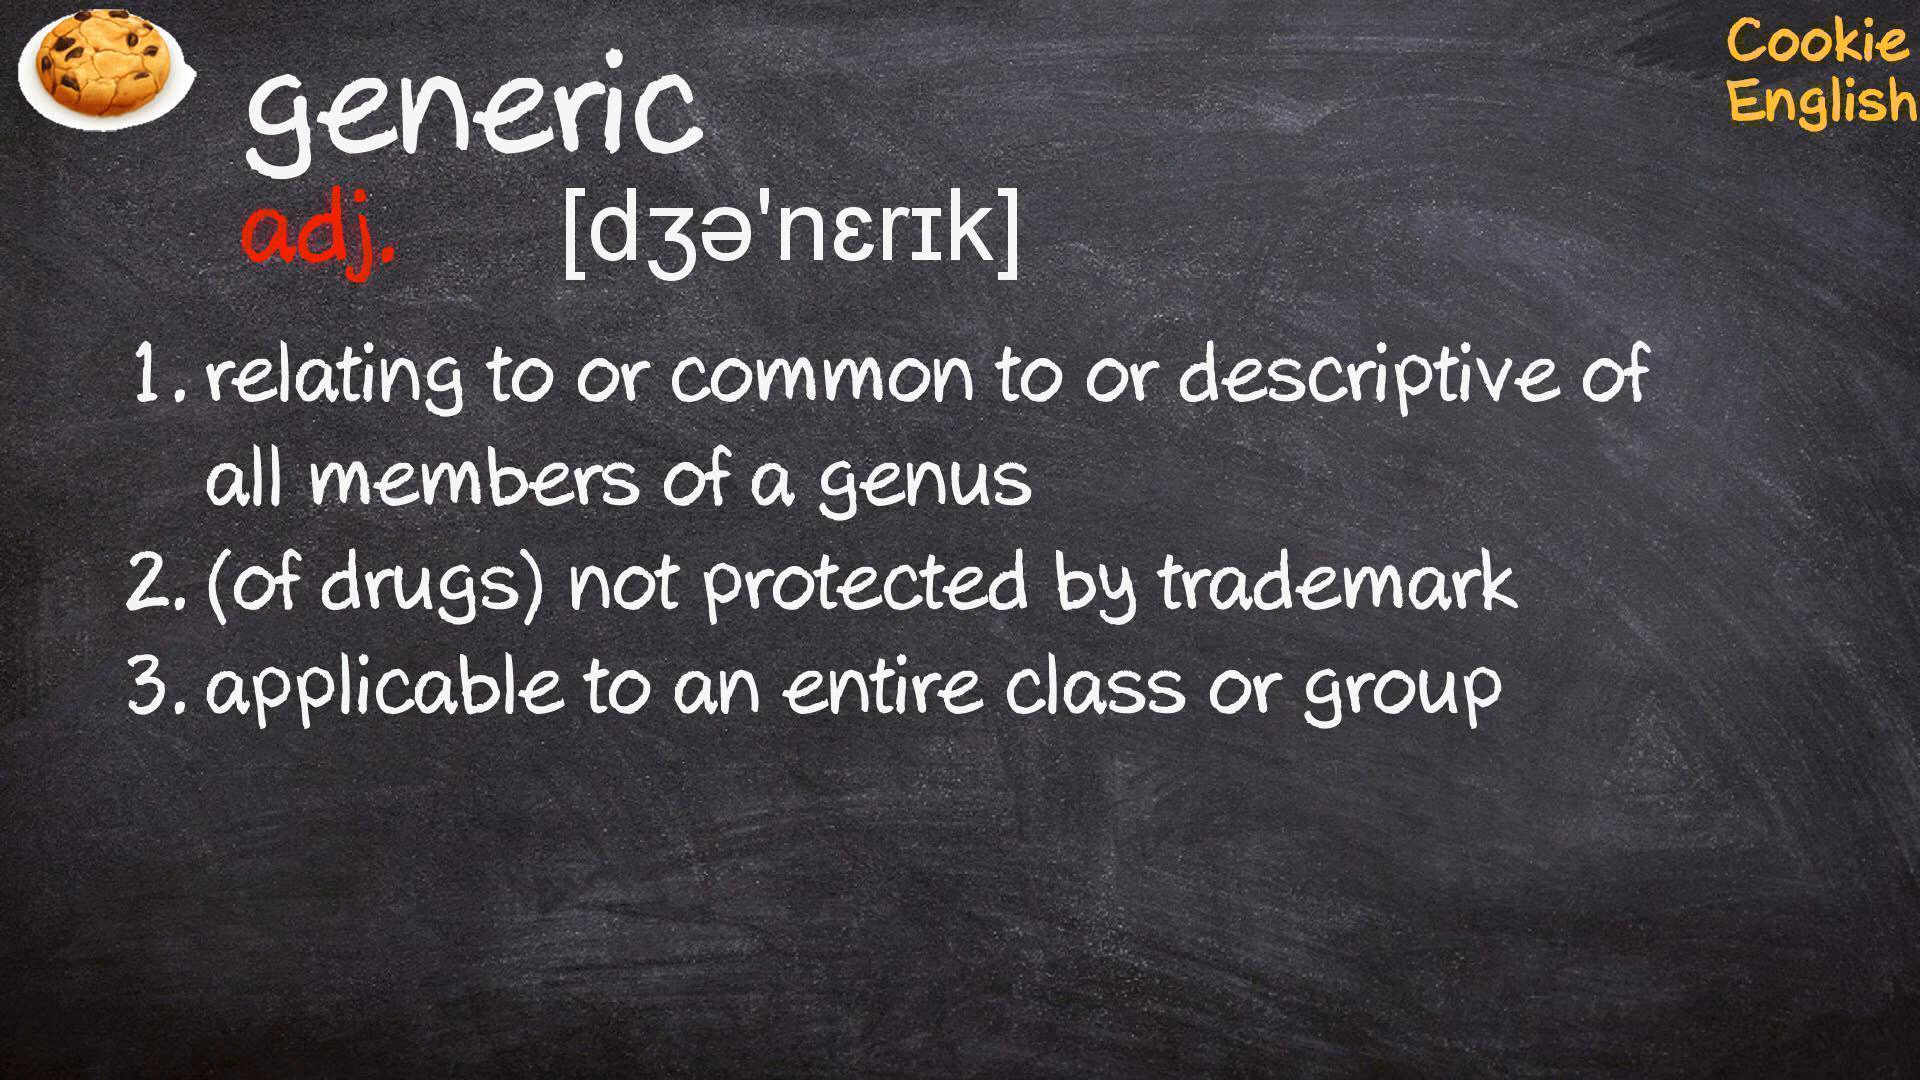 generic
Cookie
English
adj. [dʒə'nɛrɪk]
1. relating to or common to or descriptive of
all members of a genus
2. (of drugs) not protected by trademark
3. applicable to an entire class or group